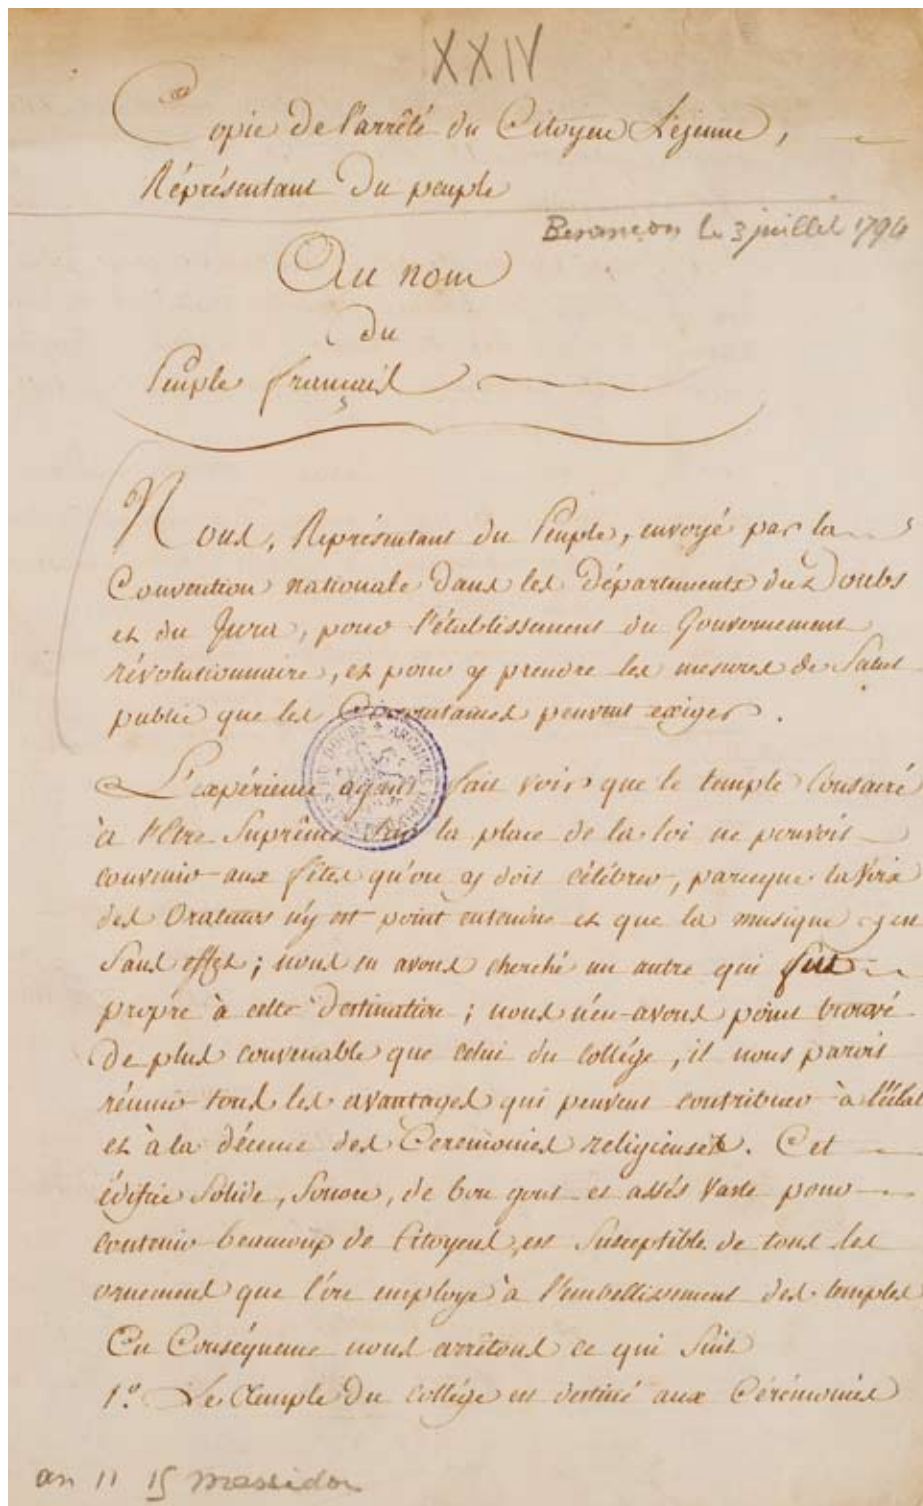 XXIV
Copie de l'arrêté du Citoyen Lejeune,
Réprésentant du peuple
Besançon le 3 juillet 1794
Au nom
du
Peuple français
Nous, Représentant du Peuple, envoyé par la
Convention nationale dans les départements du Doubs
et du Jura, pour l'établissement du Gouvernement
révolutionnaire, et pour y prendre les mesures de Salut
public que les Circonstances peuvent exiger.
L'expérience ayant fait voir que le temple Consacré
à l'Etre Suprême sur la place de la loi ne pouvoit
convenir aux fêtes qu'on y doit célébrer, parceque la Voix
des Orateurs n'y est point entendue et que la musique y est
Sans effet; nous en avons cherché un autre qui fut
propre à cette destination; nous n'en avons point trouvé
de plus convenable que celui du collège, il nous paroit
réunir tous les avantages qui peuvent contribuer à l'éclat
et à la décence des Ceremonies religieuses. Cet
édifice Solide, Sonore, de bon gout et assés Vaste pour
contenir beaucoup de Citoyens, est Susceptible de tous les
ornement que l'on employe à l'embellissement des temples
En Conséquence nous arrêtons ce qui Suit
1.° Le Temple du collège est destiné aux Cérémonies
an 11 15 messidor